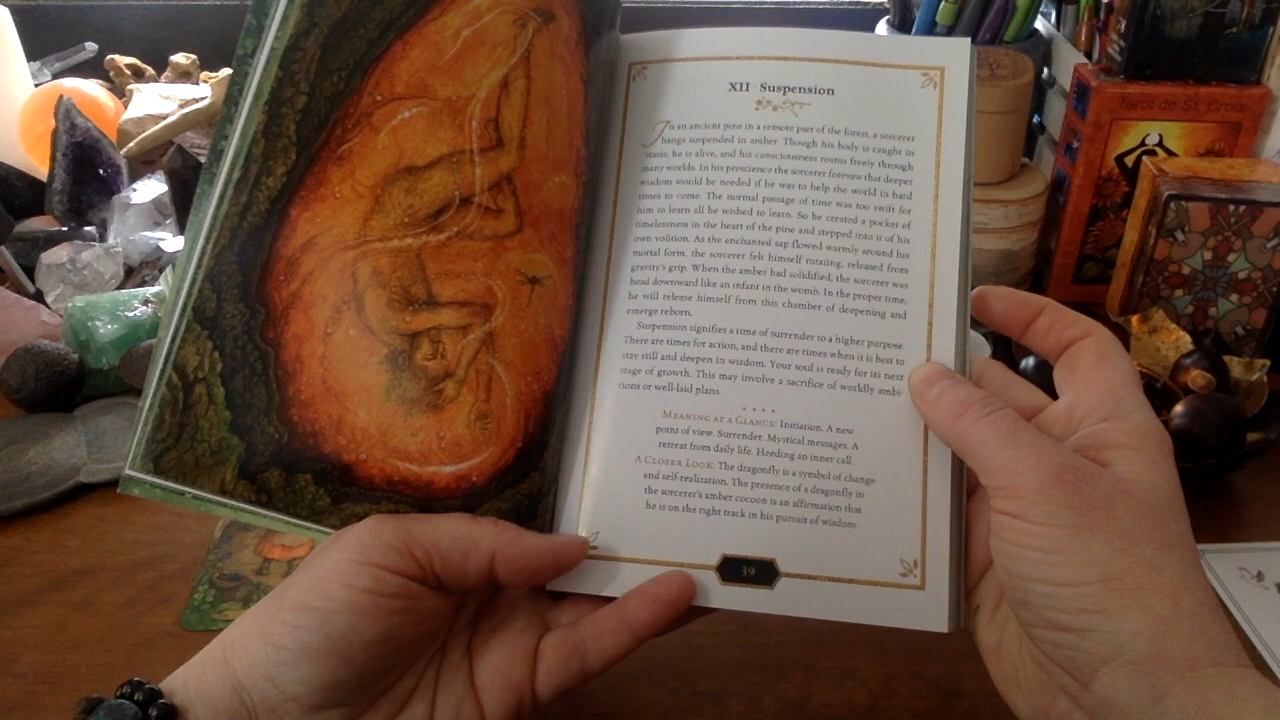 XII · Suspension
In an ancient pine in a remote part of the forest, a sorcerer
hangs suspended in amber. Though his body is caught in
stasis, he is alive, and his consciousness roams freely through
many worlds. In his prescience the sorcerer foresaw that deeper
wisdom would be needed if he was to help the world in hard
times to come. The normal passage of time was too swift for
him to learn all he wished to learn. So he created a pocket of
timelessness in the heart of the pine and stepped into it of his
own volition. As the enchanted sap flowed warmly around his
mortal form, the sorcerer felt himself rotating, released from
gravity's grip. When the amber had solidified, the sorcerer was
head downward like an infant in the womb. In the proper time,
he will release himself from this chamber of deepening and
emerge reborn.
Suspension signifies a time of surrender to a higher purpose.
There are times for action, and there are times when it is best to
stay still and deepen in wisdom. Your soul is ready for its next
stage of growth. This may involve a sacrifice of worldly ambi-
tions or well-laid plans.
Meaning at a Glance: Initiation. A new
point of view. Surrender. Mystical messages. A
retreat from daily life. Heeding an inner call.
A Closer Look: The dragonfly is a symbol of change
and self-realization. The presence of a dragonfly in
the sorcerer's amber cocoon is an affirmation that
he is on the right track in his pursuit of wisdom.
39
Tarot de St. Croix